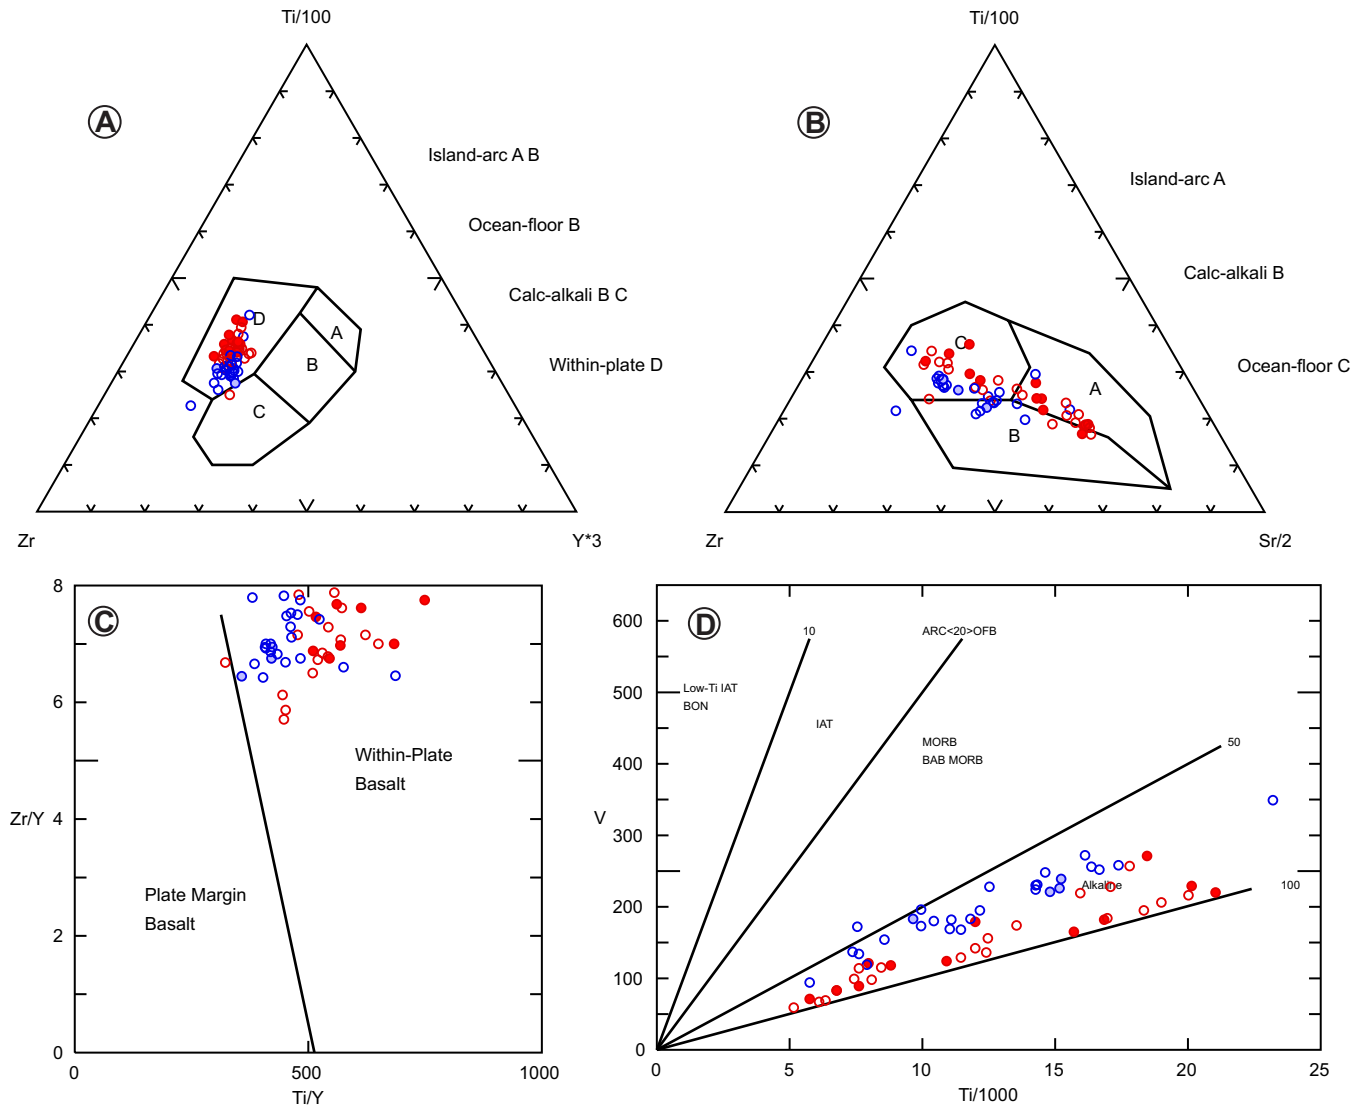 Ti/100
A
Island-arc A B
Ocean-floor B
Calc-alkali B C
Within-plate D
D
A
B
C
Zr
Y*3
Ti/100
B
Island-arc A
Calc-alkali B
Ocean-floor C
C
A
B
Zr
Sr/2
8
C
6
Within-Plate
Basalt
Zr/Y
4
Plate Margin
Basalt
2
0
0
500
1000
Ti/Y
D
600
10
ARC<20>OFB
Low-Ti IAT
BON
500
IAT
MORB
BAB MORB
50
400
V
300
Alkaline
100
200
100
0
0
5
10
15
20
25
Ti/1000